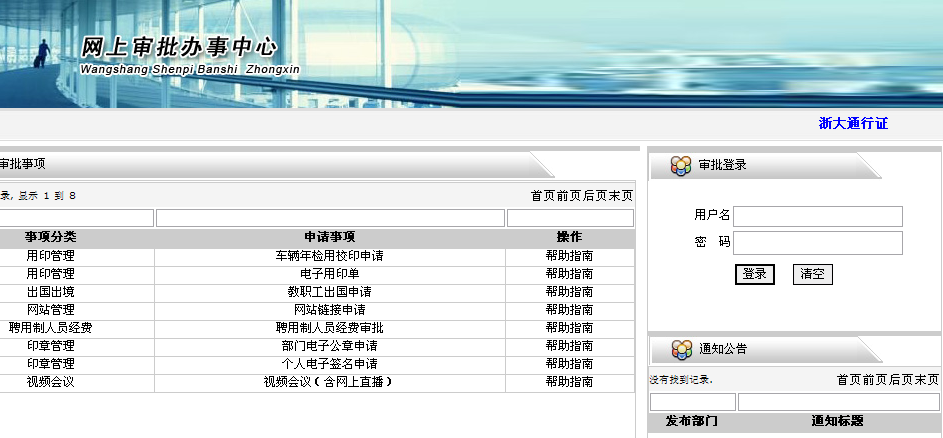 网上审批办事中心
Wangshang Shenpi Banshi Zhongxin
浙大通行证
审批事项
录, 显示 1 到 8
首页前页后页末页
事项分类 申请事项 操作
用印管理 车辆年检用校印申请 帮助指南
用印管理 电子用印单 帮助指南
出国出境 教职工出国申请 帮助指南
网站管理 网站链接申请 帮助指南
聘用制人员经费 聘用制人员经费审批 帮助指南
印章管理 部门电子公章申请 帮助指南
印章管理 个人电子签名申请 帮助指南
视频会议 视频会议(含网上直播) 帮助指南
审批登录
用户名
密 码
登录 清空
通知公告
没有找到记录.
首页前页后页末页
发布部门 通知标题